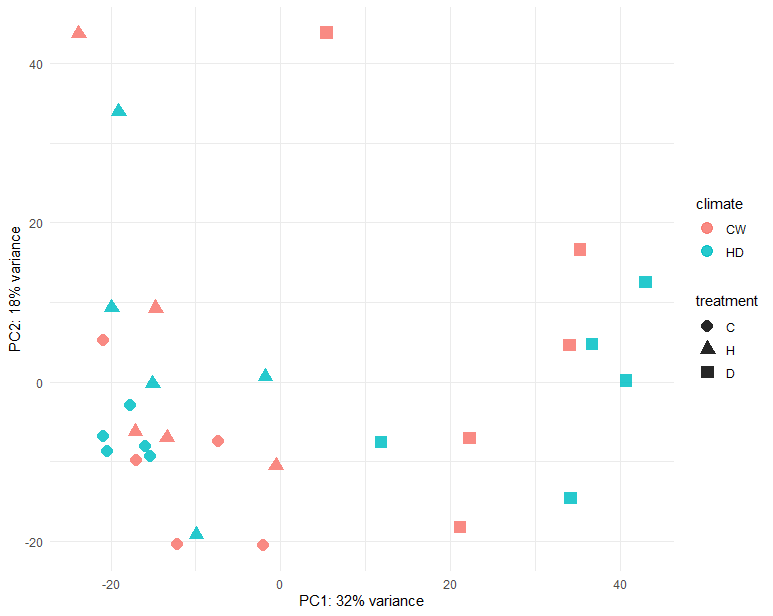 40
20
0
-20
-20
0
20
40
PC1: 32% variance
PC2: 18% variance
climate
CW
HD
treatment
C
H
D